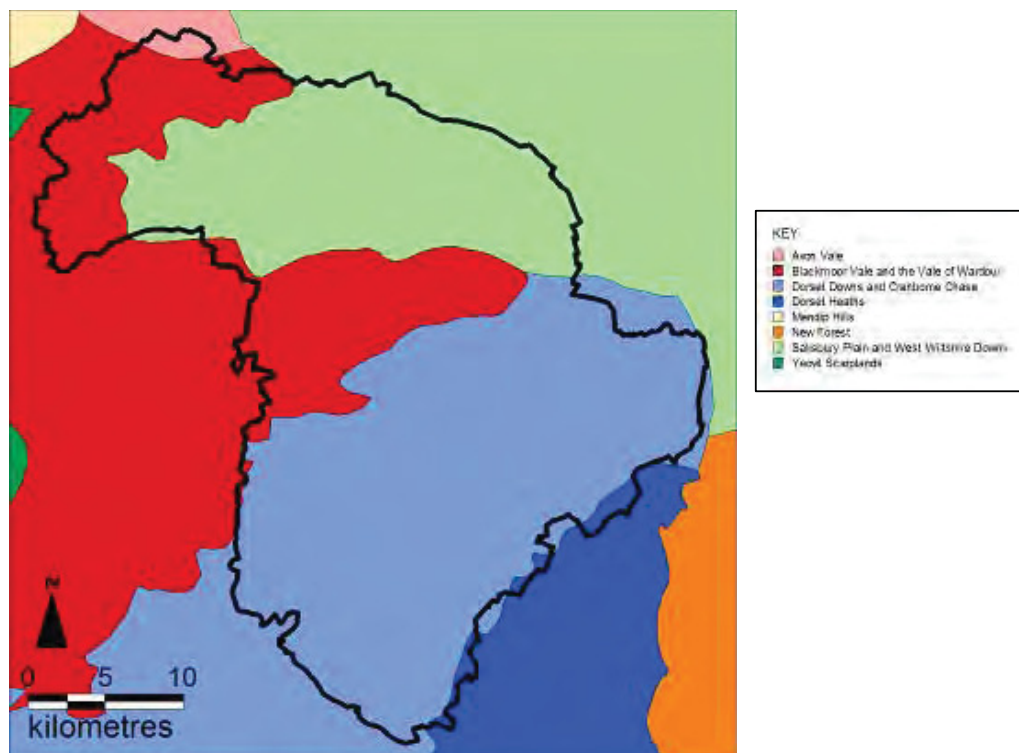 N
0 5 10
kilometres
KEY
Avon Vale
Blackmoor Vale and the Vale of Wardour
Dorset Downs and Cranborne Chase
Dorset Heaths
Mendip Hills
New Forest
Salisbury Plain and West Wiltshire Down
Yeovil Scarplands